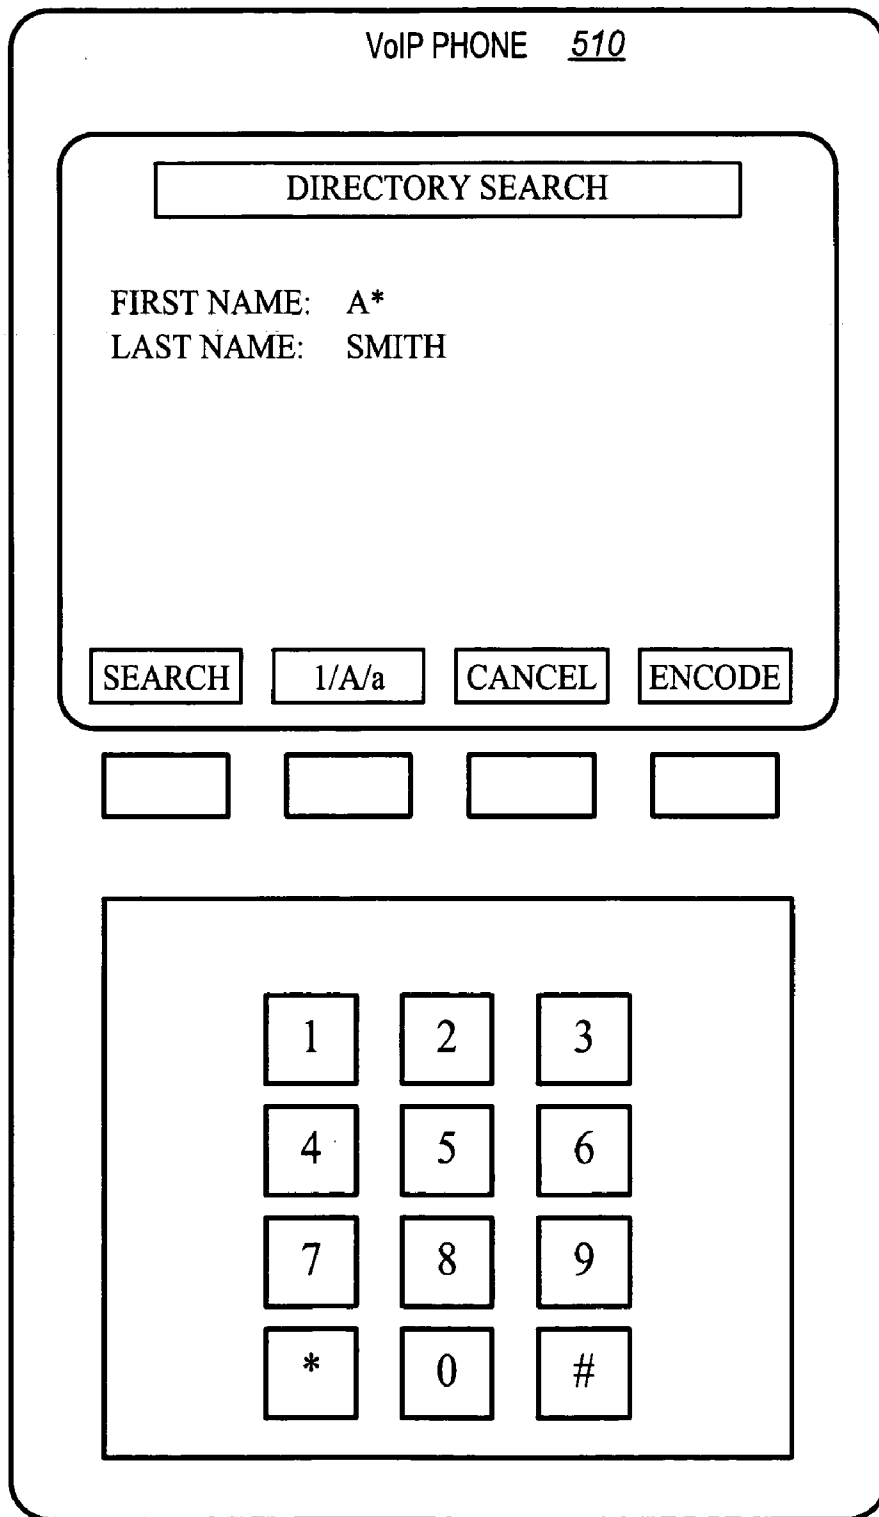 VoIP PHONE 510
DIRECTORY SEARCH
FIRST NAME: A*
LAST NAME: SMITH
SEARCH 1/A/a CANCEL ENCODE
1 2 3
4 5 6
7 8 9
* 0 #